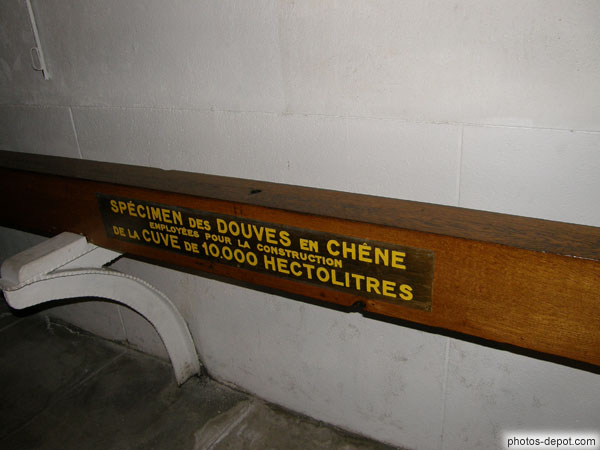 SPÉCIMEN DES DOUVES EN CHÊNE
EMPLOYÉES POUR LA CONSTRUCTION
DE LA CUVE DE 10.000 HECTOLITRES
photos-depot.com